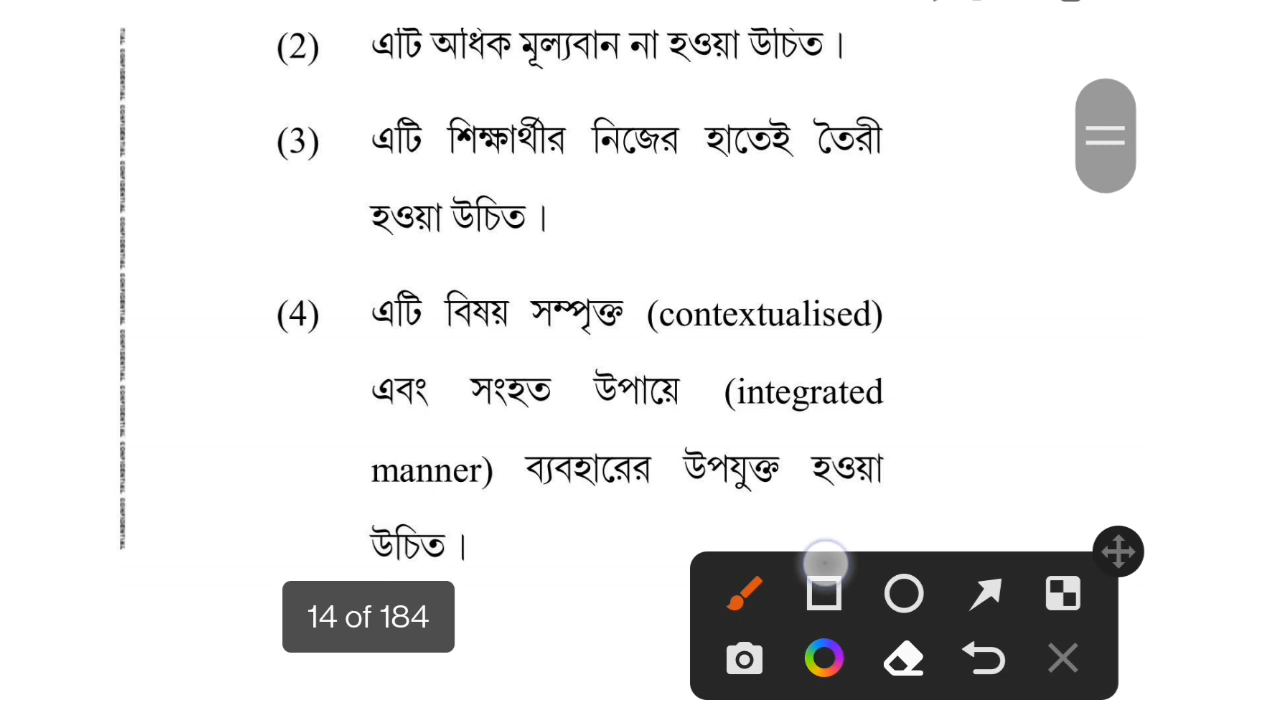 (2) এটি অধিক মূল্যবান না হওয়া উচিত।
(3) এটি শিক্ষার্থীর নিজের হাতেই তৈরী
হওয়া উচিত।
(4) এটি বিষয় সম্পৃক্ত (contextualised)
এবং সংহত উপায়ে (integrated
manner) ব্যবহারের উপযুক্ত হওয়া
উচিত।
14 of 184